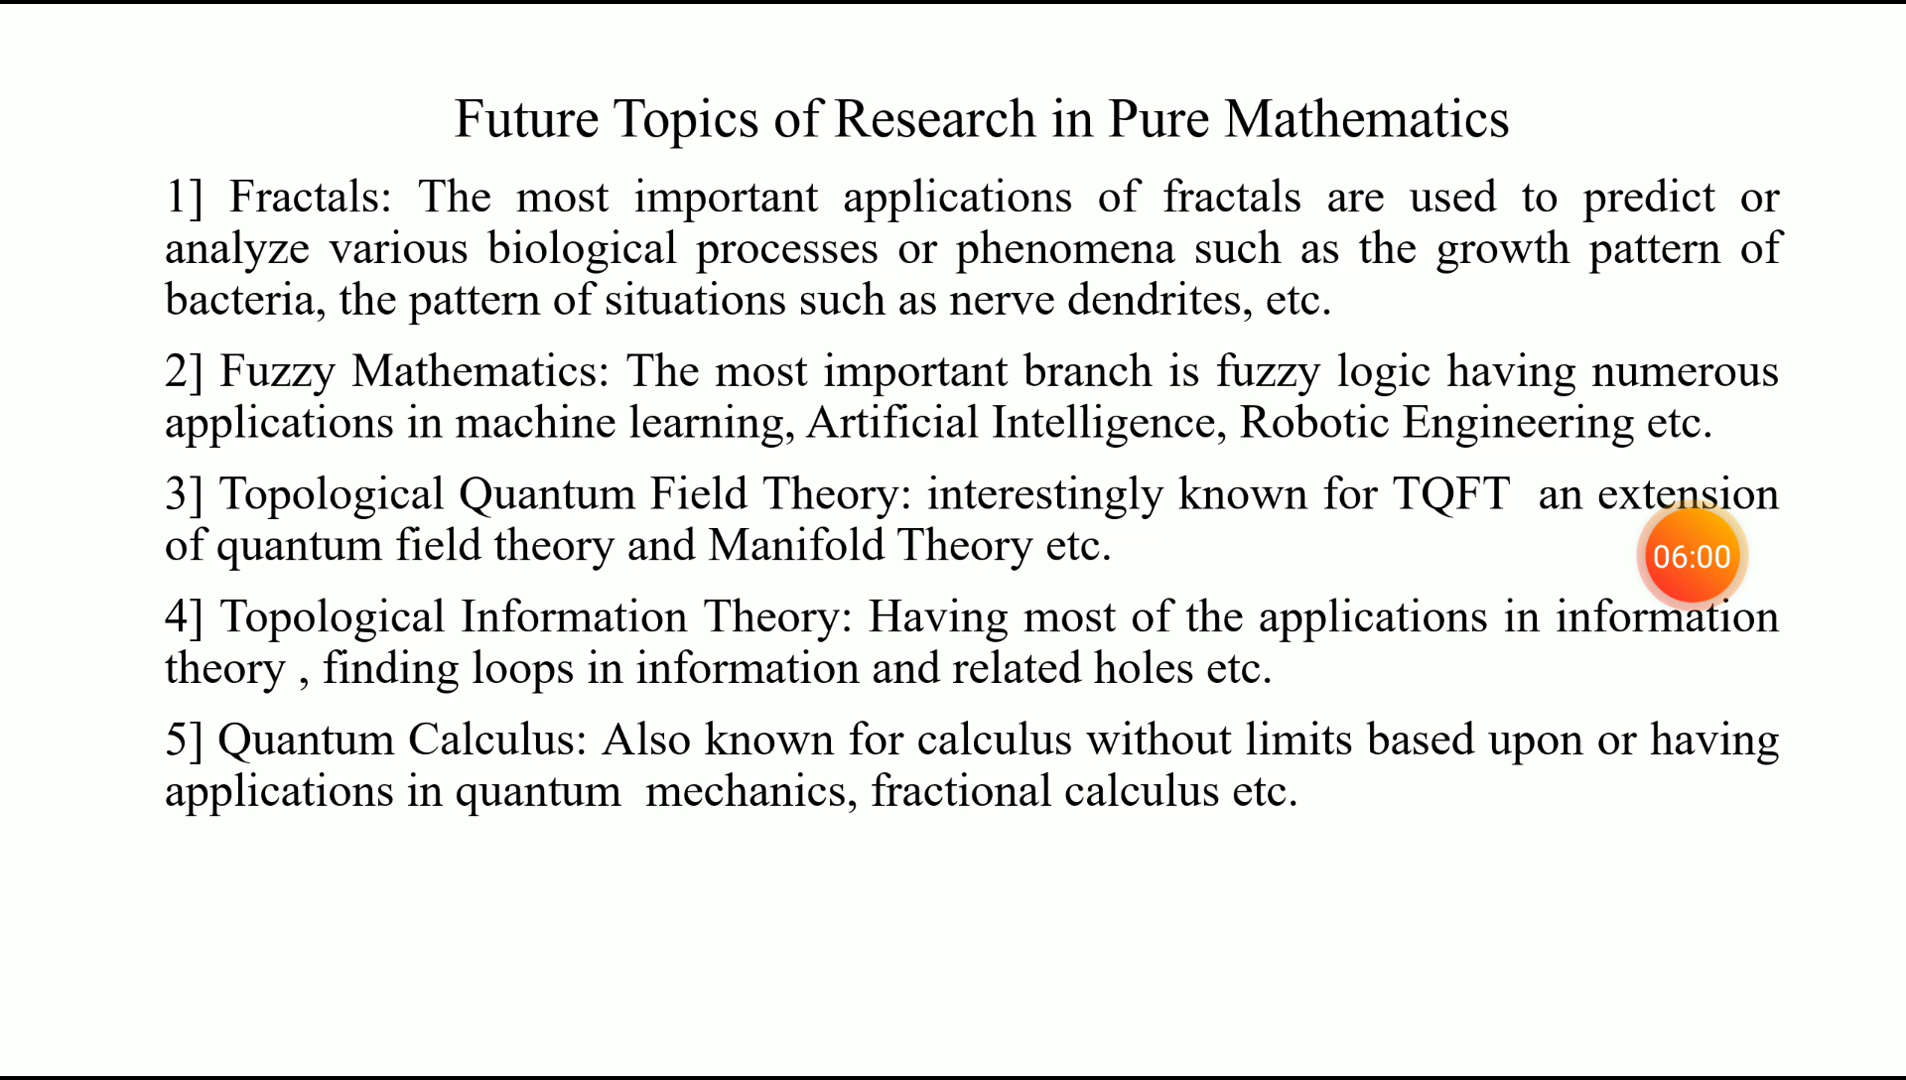 Future Topics of Research in Pure Mathematics
1] Fractals: The most important applications of fractals are used to predict or
analyze various biological processes or phenomena such as the growth pattern of
bacteria, the pattern of situations such as nerve dendrites, etc.
2] Fuzzy Mathematics: The most important branch is fuzzy logic having numerous
applications in machine learning, Artificial Intelligence, Robotic Engineering etc.
3] Topological Quantum Field Theory: interestingly known for TQFT  an extension
of quantum field theory and Manifold Theory etc.
06:00
4] Topological Information Theory: Having most of the applications in information
theory , finding loops in information and related holes etc.
5] Quantum Calculus: Also known for calculus without limits based upon or having
applications in quantum  mechanics, fractional calculus etc.